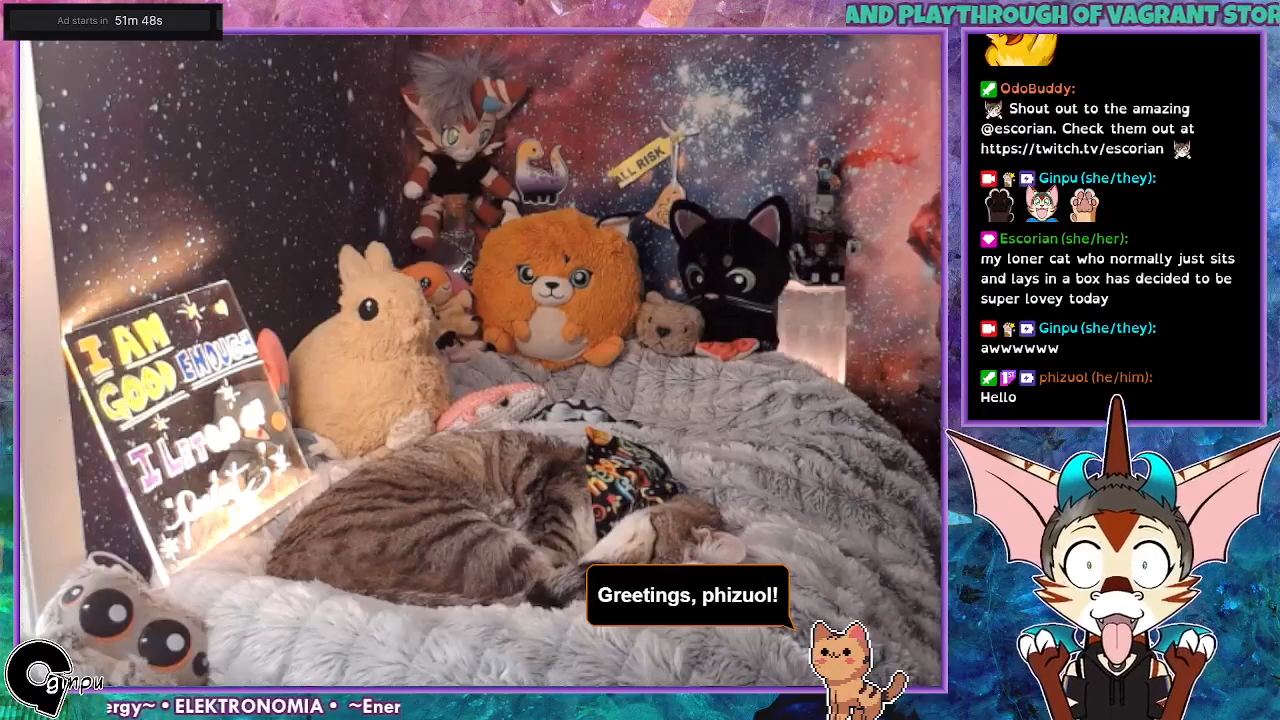 Ad starts in 51m 48s
AND PLAYTHROUGH OF VAGRANT STOR
OdoBuddy:
Shout out to the amazing
@escorian. Check them out at
https://twitch.tv/escorian
Ginpu (she/they):
Escorian (she/her):
my loner cat who normally just sits
and lays in a box has decided to be
super lovey today
Ginpu (she/they):
awwwwww
1ST phizuol (he/him):
Hello
ALL RISK
I AM
GOOD ENOUGH
Greetings, phizuol!
ginpu
ergy~ • ELEKTRONOMIA • ~Ener